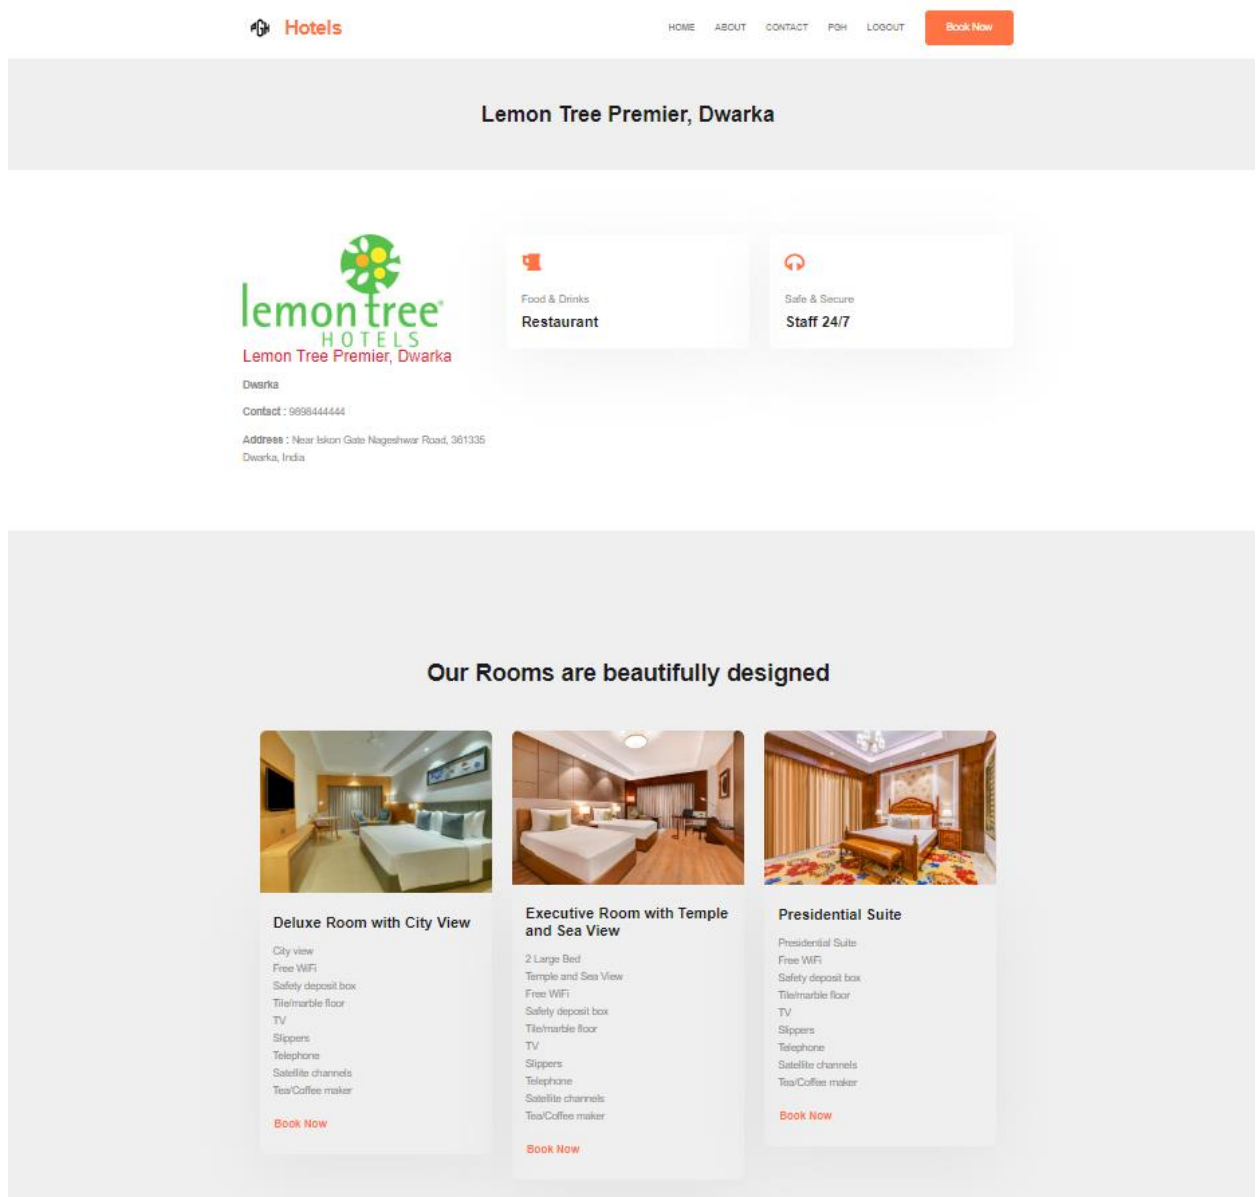 PGH Hotels
HOME ABOUT CONTACT PGH LOGOUT Book Now
Lemon Tree Premier, Dwarka
lemon tree®
HOTELS
Lemon Tree Premier, Dwarka
Dwarka
Contact : 9898444444
Address : Near Iskon Gate Nageshwar Road, 361335
Dwarka, India
Food & Drinks
Restaurant
Safe & Secure
Staff 24/7
Our Rooms are beautifully designed
Deluxe Room with City View
City view
Free WiFi
Safety deposit box
Tile/marble floor
TV
Slippers
Telephone
Satellite channels
Tea/Coffee maker
Book Now
Executive Room with Temple
and Sea View
2 Large Bed
Temple and Sea View
Free WiFi
Safety deposit box
Tile/marble floor
TV
Slippers
Telephone
Satellite channels
Tea/Coffee maker
Book Now
Presidential Suite
Presidential Suite
Free WiFi
Safety deposit box
Tile/marble floor
TV
Slippers
Telephone
Satellite channels
Tea/Coffee maker
Book Now